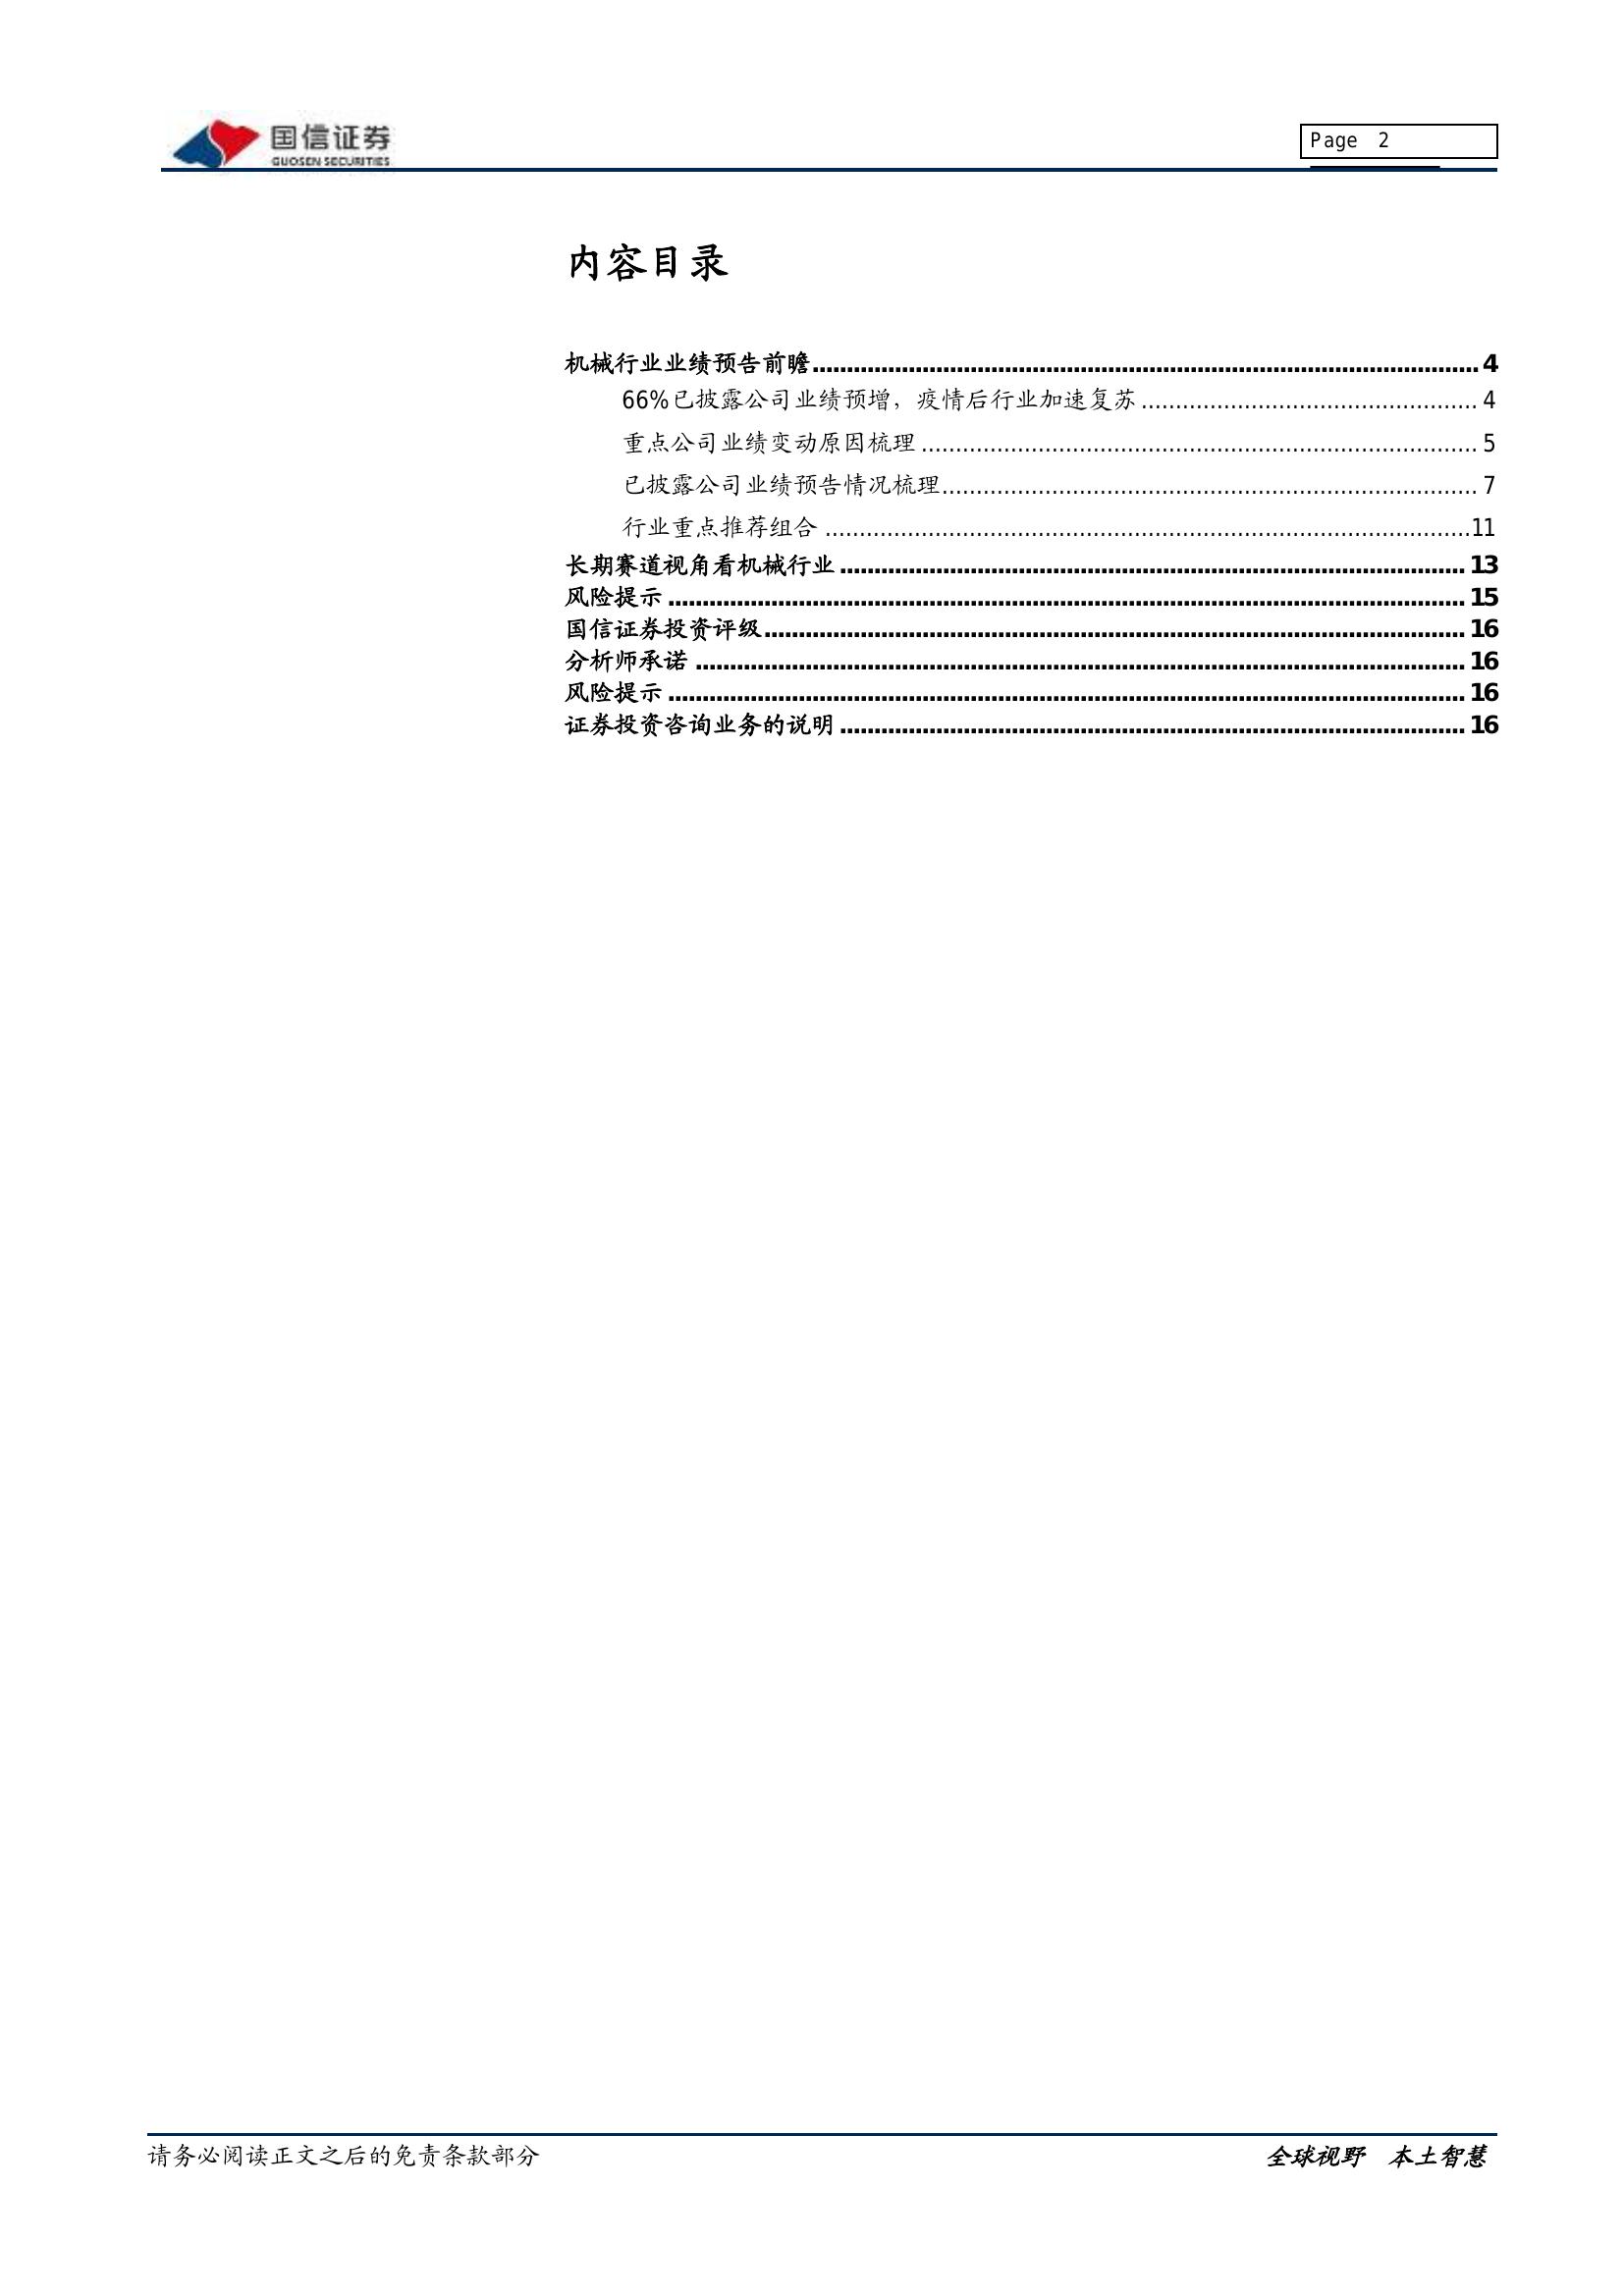 国信证券
GUOSEN SECURITIES
Page 2
内容目录
机械行业业绩预告前瞻........................................................................................................4
66%已披露公司业绩预增，疫情后行业加速复苏.................................................4
重点公司业绩变动原因梳理.................................................................................5
已披露公司业绩预告情况梳理..............................................................................7
行业重点推荐组合..............................................................................................11
长期赛道视角看机械行业...........................................................................................13
风险提示....................................................................................................................15
国信证券投资评级......................................................................................................16
分析师承诺................................................................................................................16
风险提示....................................................................................................................16
证券投资咨询业务的说明...........................................................................................16
请务必阅读正文之后的免责条款部分
全球视野 本土智慧